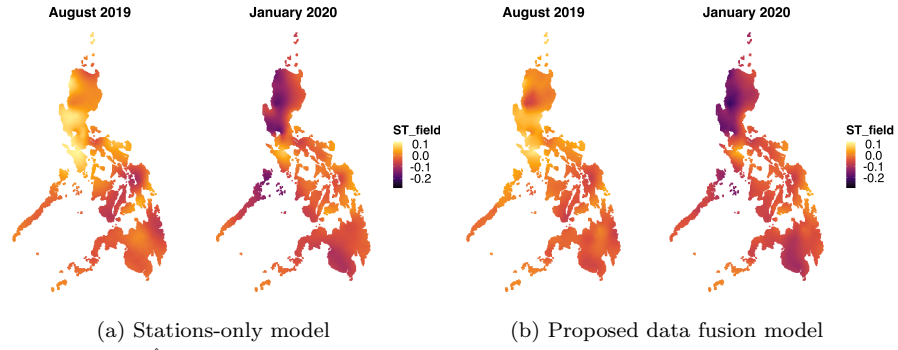 August 2019
January 2020
ST_field
0.1
0.0
-0.1
-0.2
(a) Stations-only model
August 2019
January 2020
ST_field
0.1
0.0
-0.1
-0.2
(b) Proposed data fusion model